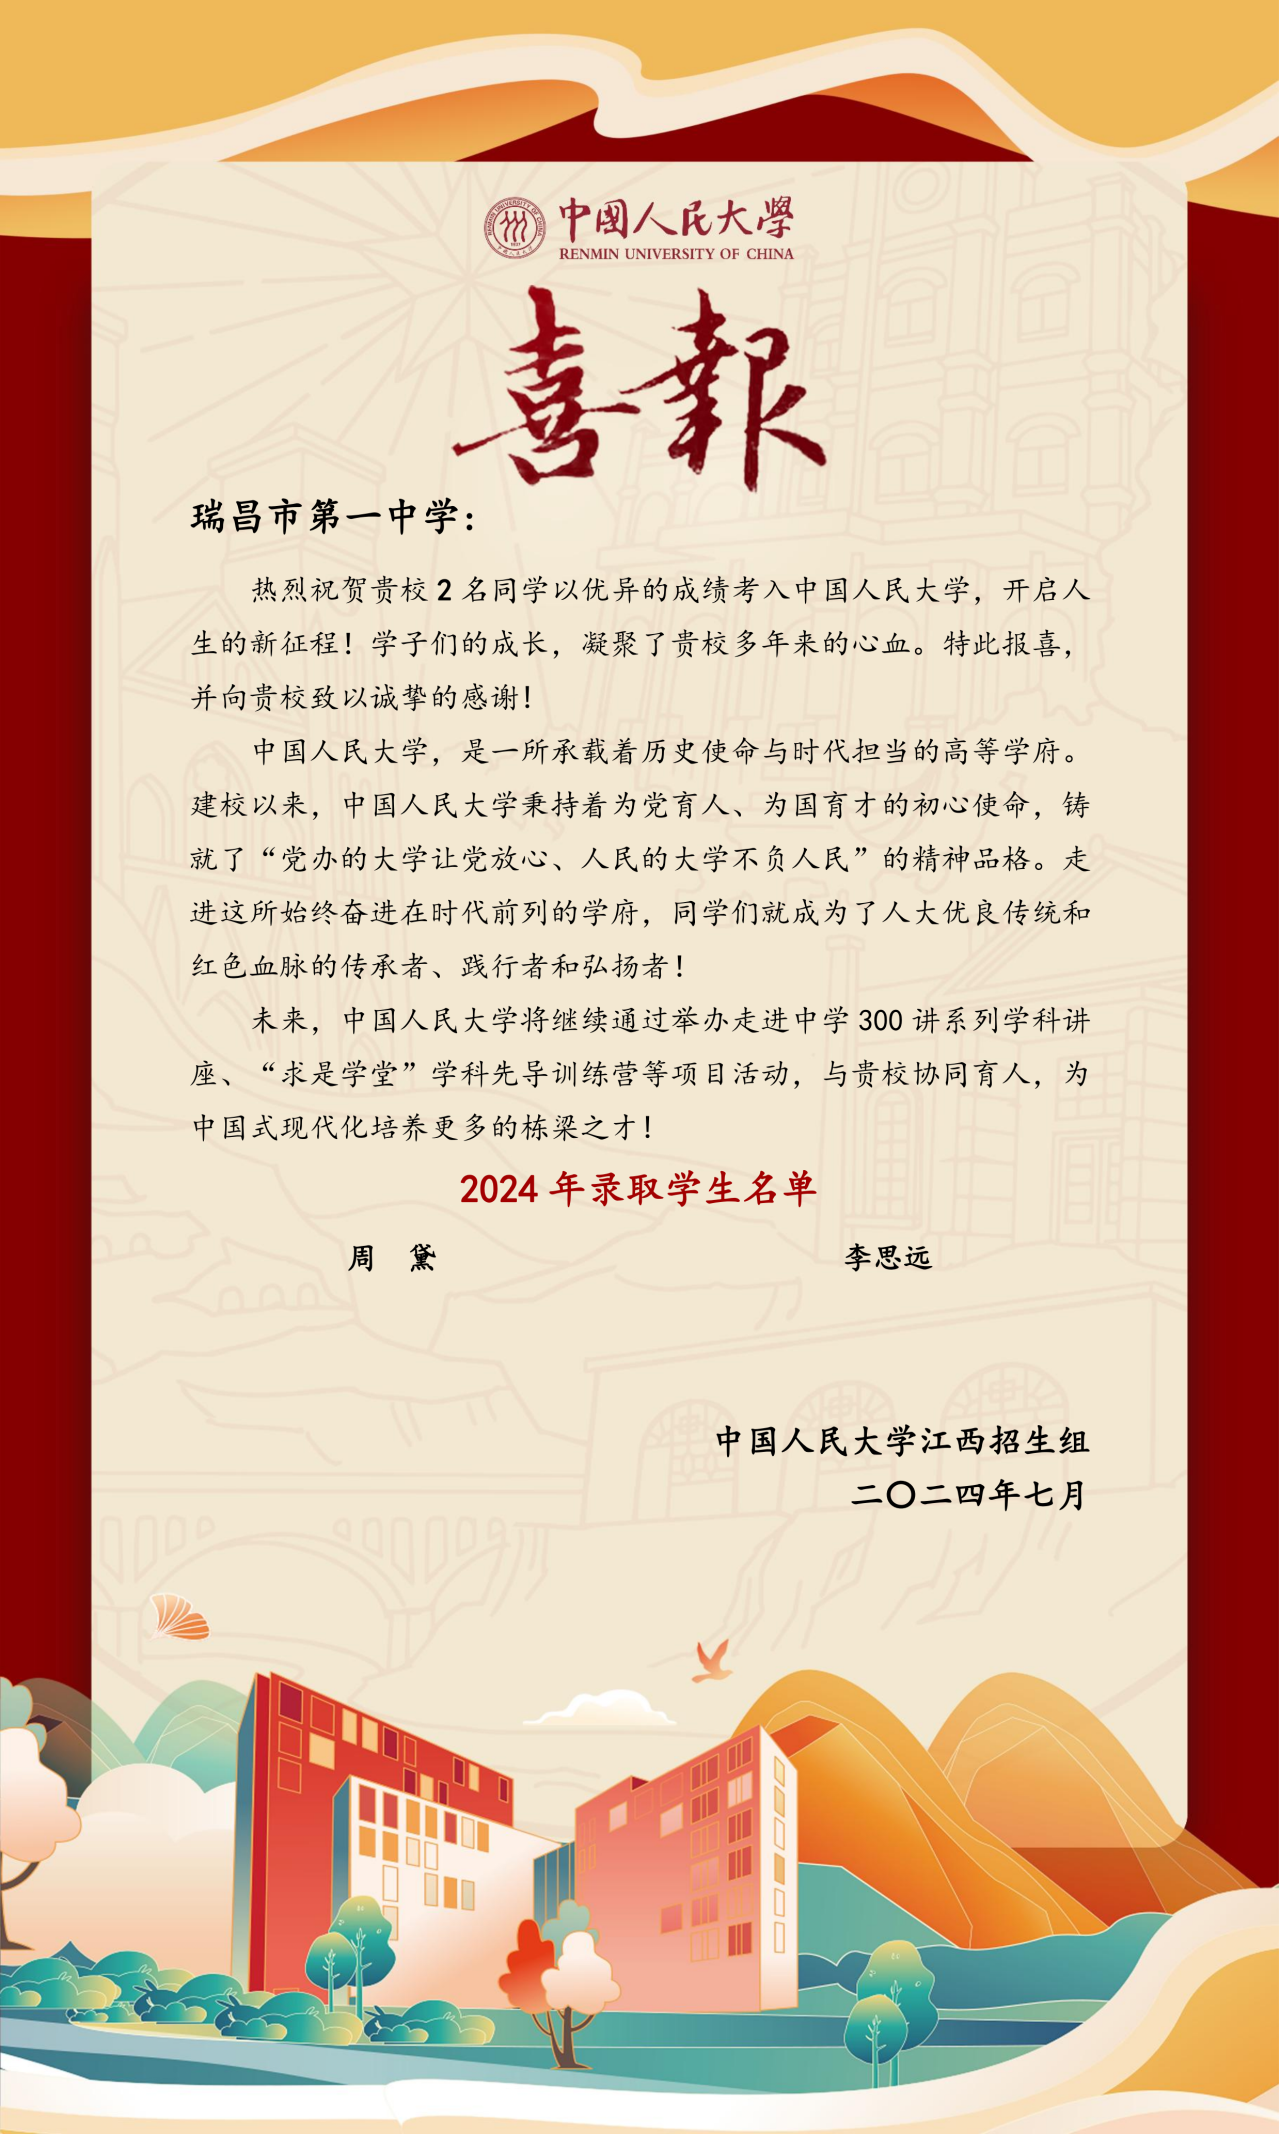 中國人民大學
RENMIN UNIVERSITY OF CHINA
喜報
瑞昌市第一中学：
热烈祝贺贵校2名同学以优异的成绩考入中国人民大学，开启人
生的新征程！学子们的成长，凝聚了贵校多年来的心血。特此报喜，
并向贵校致以诚挚的感谢！
中国人民大学，是一所承载着历史使命与时代担当的高等学府。
建校以来，中国人民大学秉持着为党育人、为国育才的初心使命，铸
就了“党办的大学让党放心、人民的大学不负人民”的精神品格。走
进这所始终奋进在时代前列的学府，同学们就成为了人大优良传统和
红色血脉的传承者、践行者和弘扬者！
未来，中国人民大学将继续通过举办走进中学300讲系列学科讲
座、“求是学堂”学科先导训练营等项目活动，与贵校协同育人，为
中国式现代化培养更多的栋梁之才！
2024年录取学生名单
周　黛　李思远
中国人民大学江西招生组
二〇二四年七月